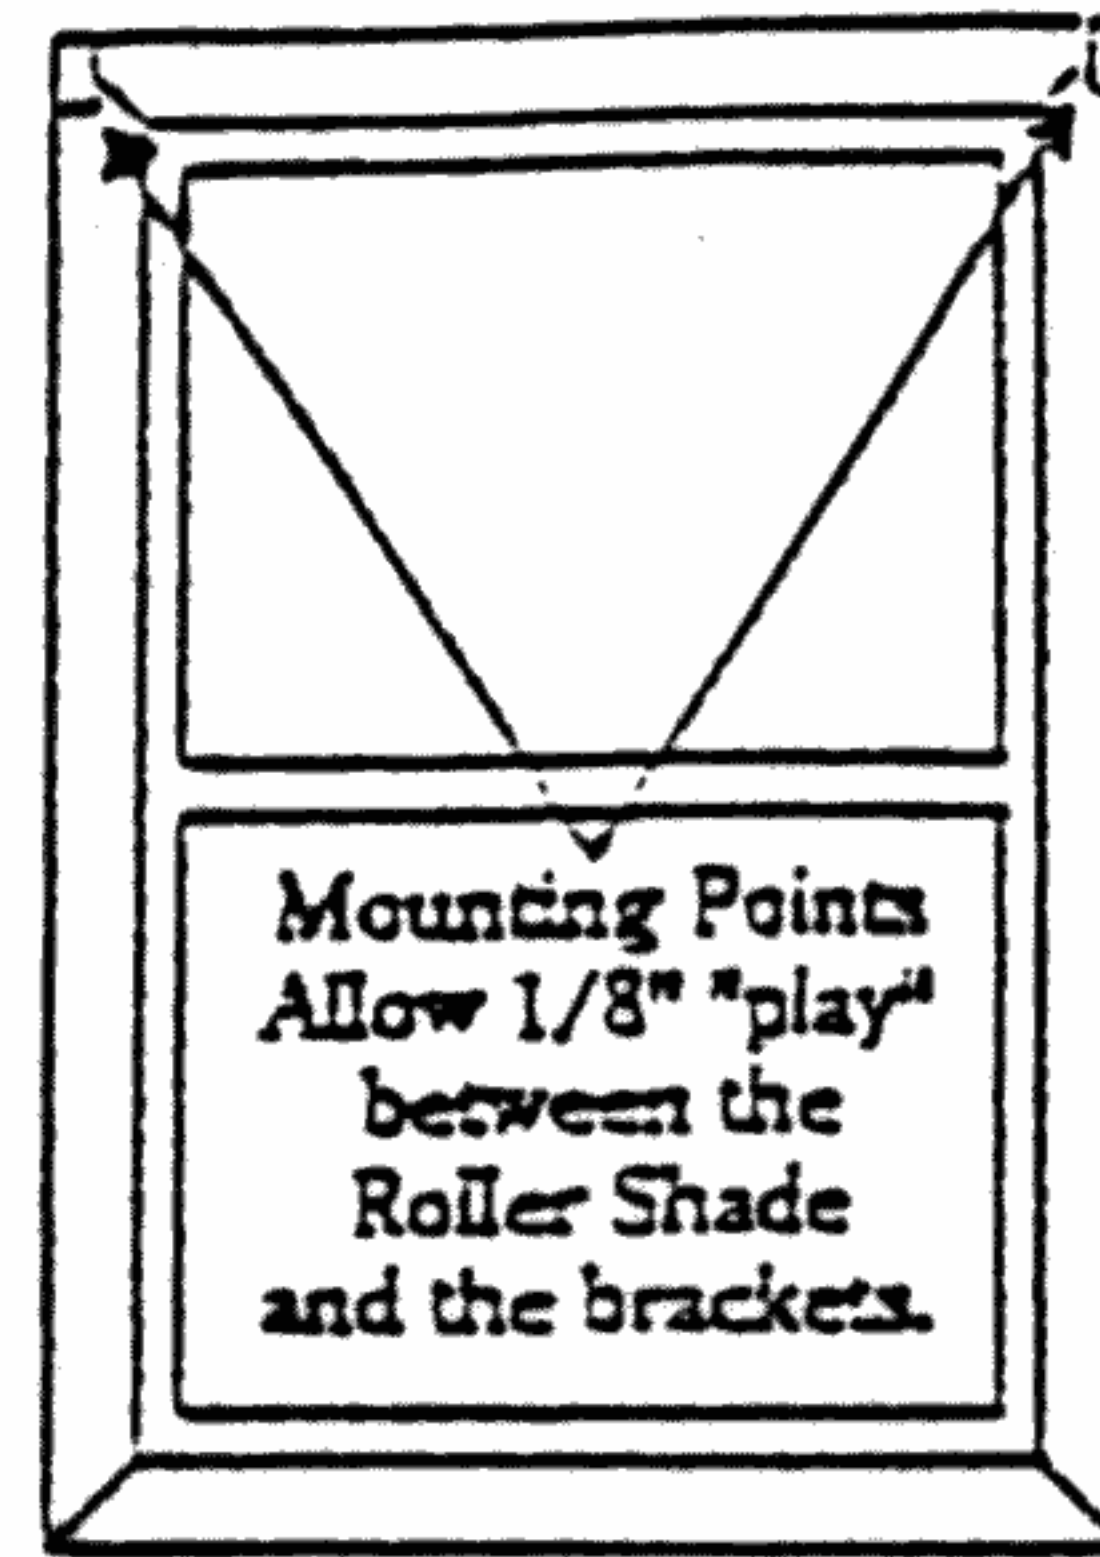 Mounting Points
Allow 1/8" "play"
between the
Roller Shade
and the brackets.